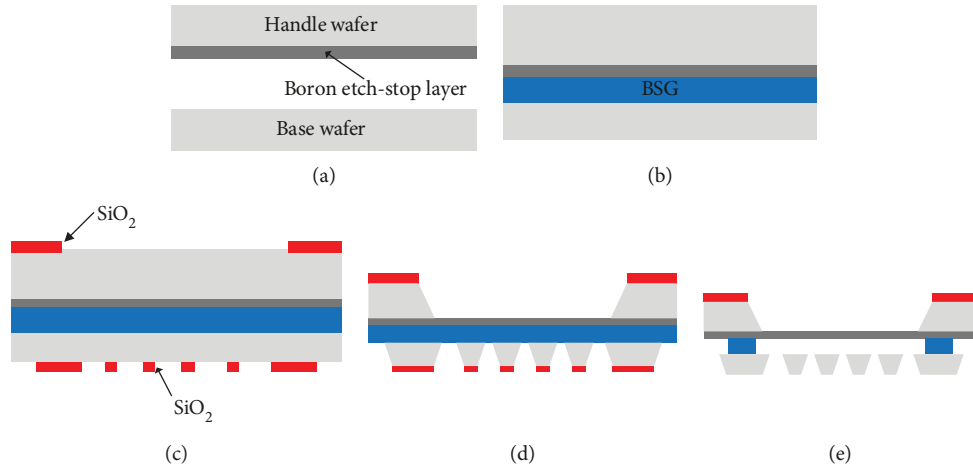 Handle wafer
Boron etch-stop layer
Base wafer
(a)
BSG
(b)
SiO2
SiO2
(c)
(d)
(e)